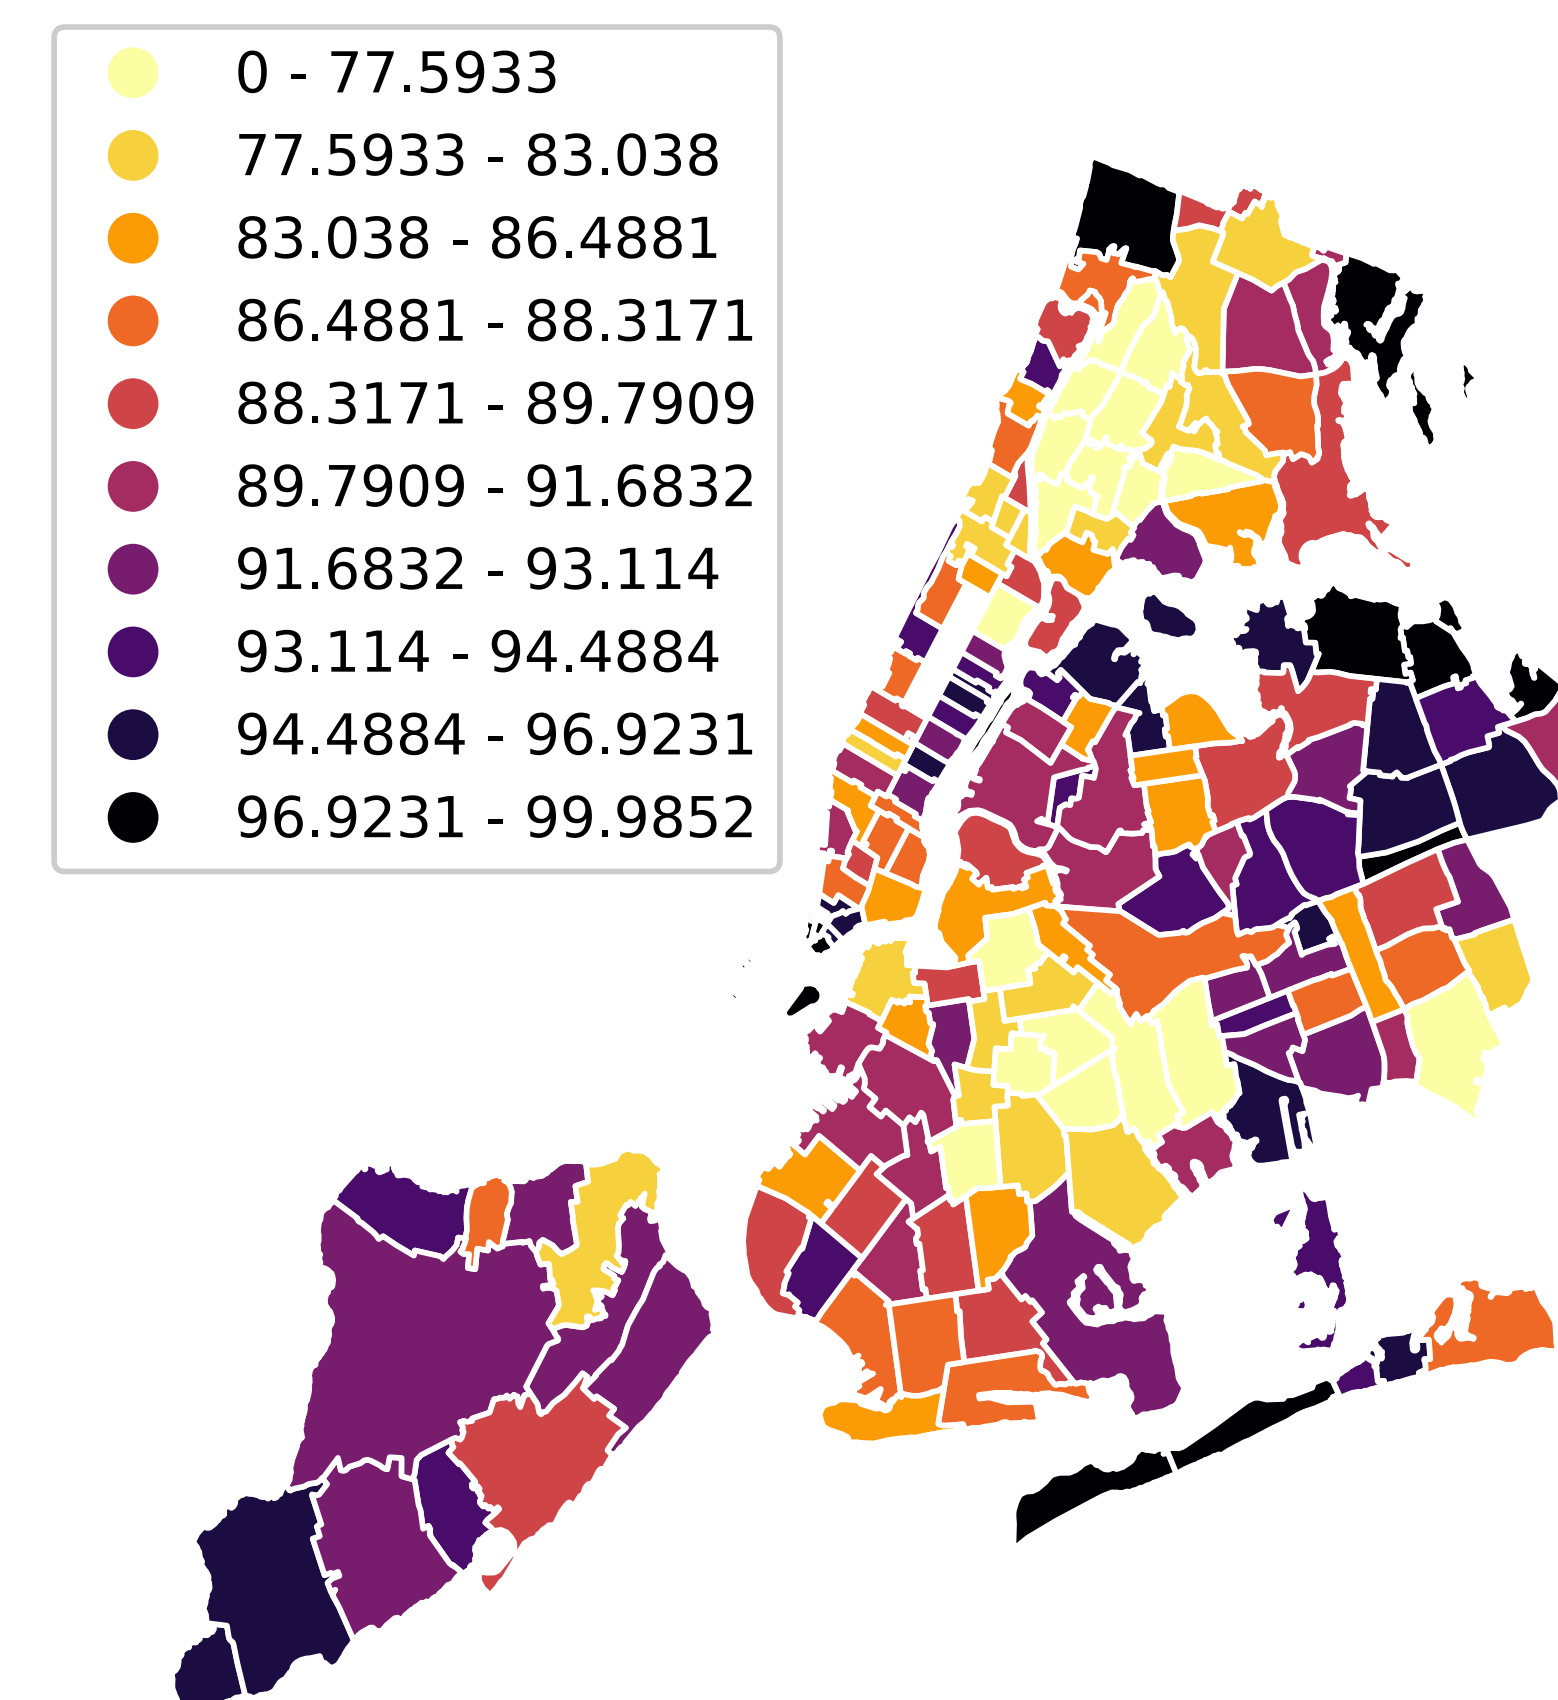 0 - 77.5933
77.5933 - 83.038
83.038 - 86.4881
86.4881 - 88.3171
88.3171 - 89.7909
89.7909 - 91.6832
91.6832 - 93.114
93.114 - 94.4884
94.4884 - 96.9231
96.9231 - 99.9852